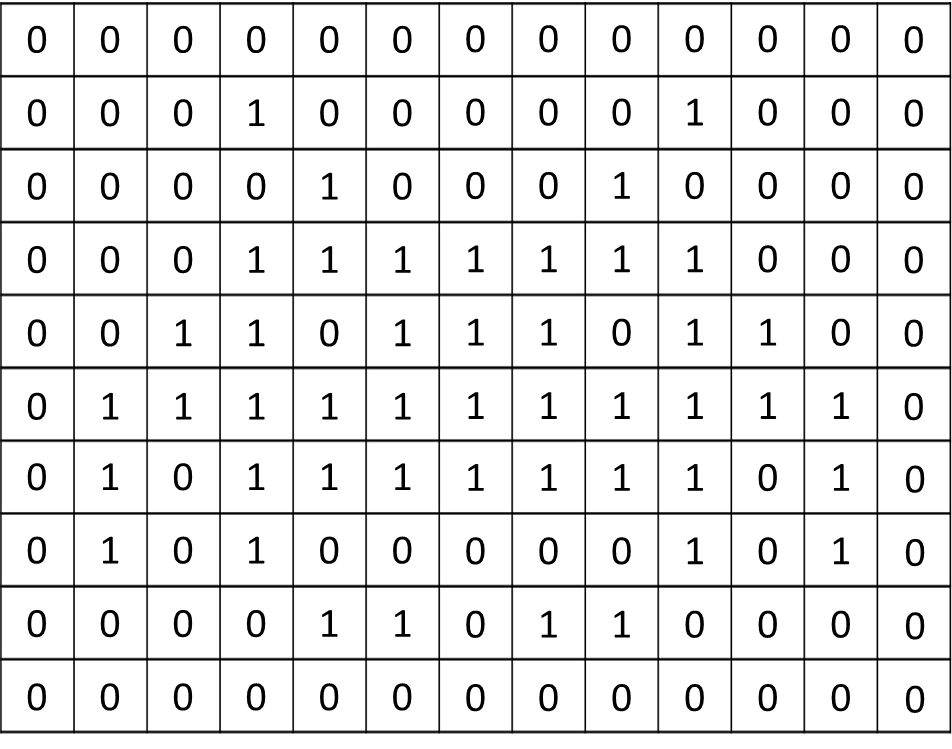 0 0 0 0 0 0 0 0 0 0 0 0 0
0 0 0 1 0 0 0 0 0 1 0 0 0
0 0 0 0 1 0 0 0 1 0 0 0 0
0 0 0 1 1 1 1 1 1 1 0 0 0
0 0 1 1 0 1 1 1 0 1 1 0 0
0 1 1 1 1 1 1 1 1 1 1 1 0
0 1 0 1 1 1 1 1 1 1 0 1 0
0 1 0 1 0 0 0 0 0 1 0 1 0
0 0 0 0 1 1 0 1 1 0 0 0 0
0 0 0 0 0 0 0 0 0 0 0 0 0